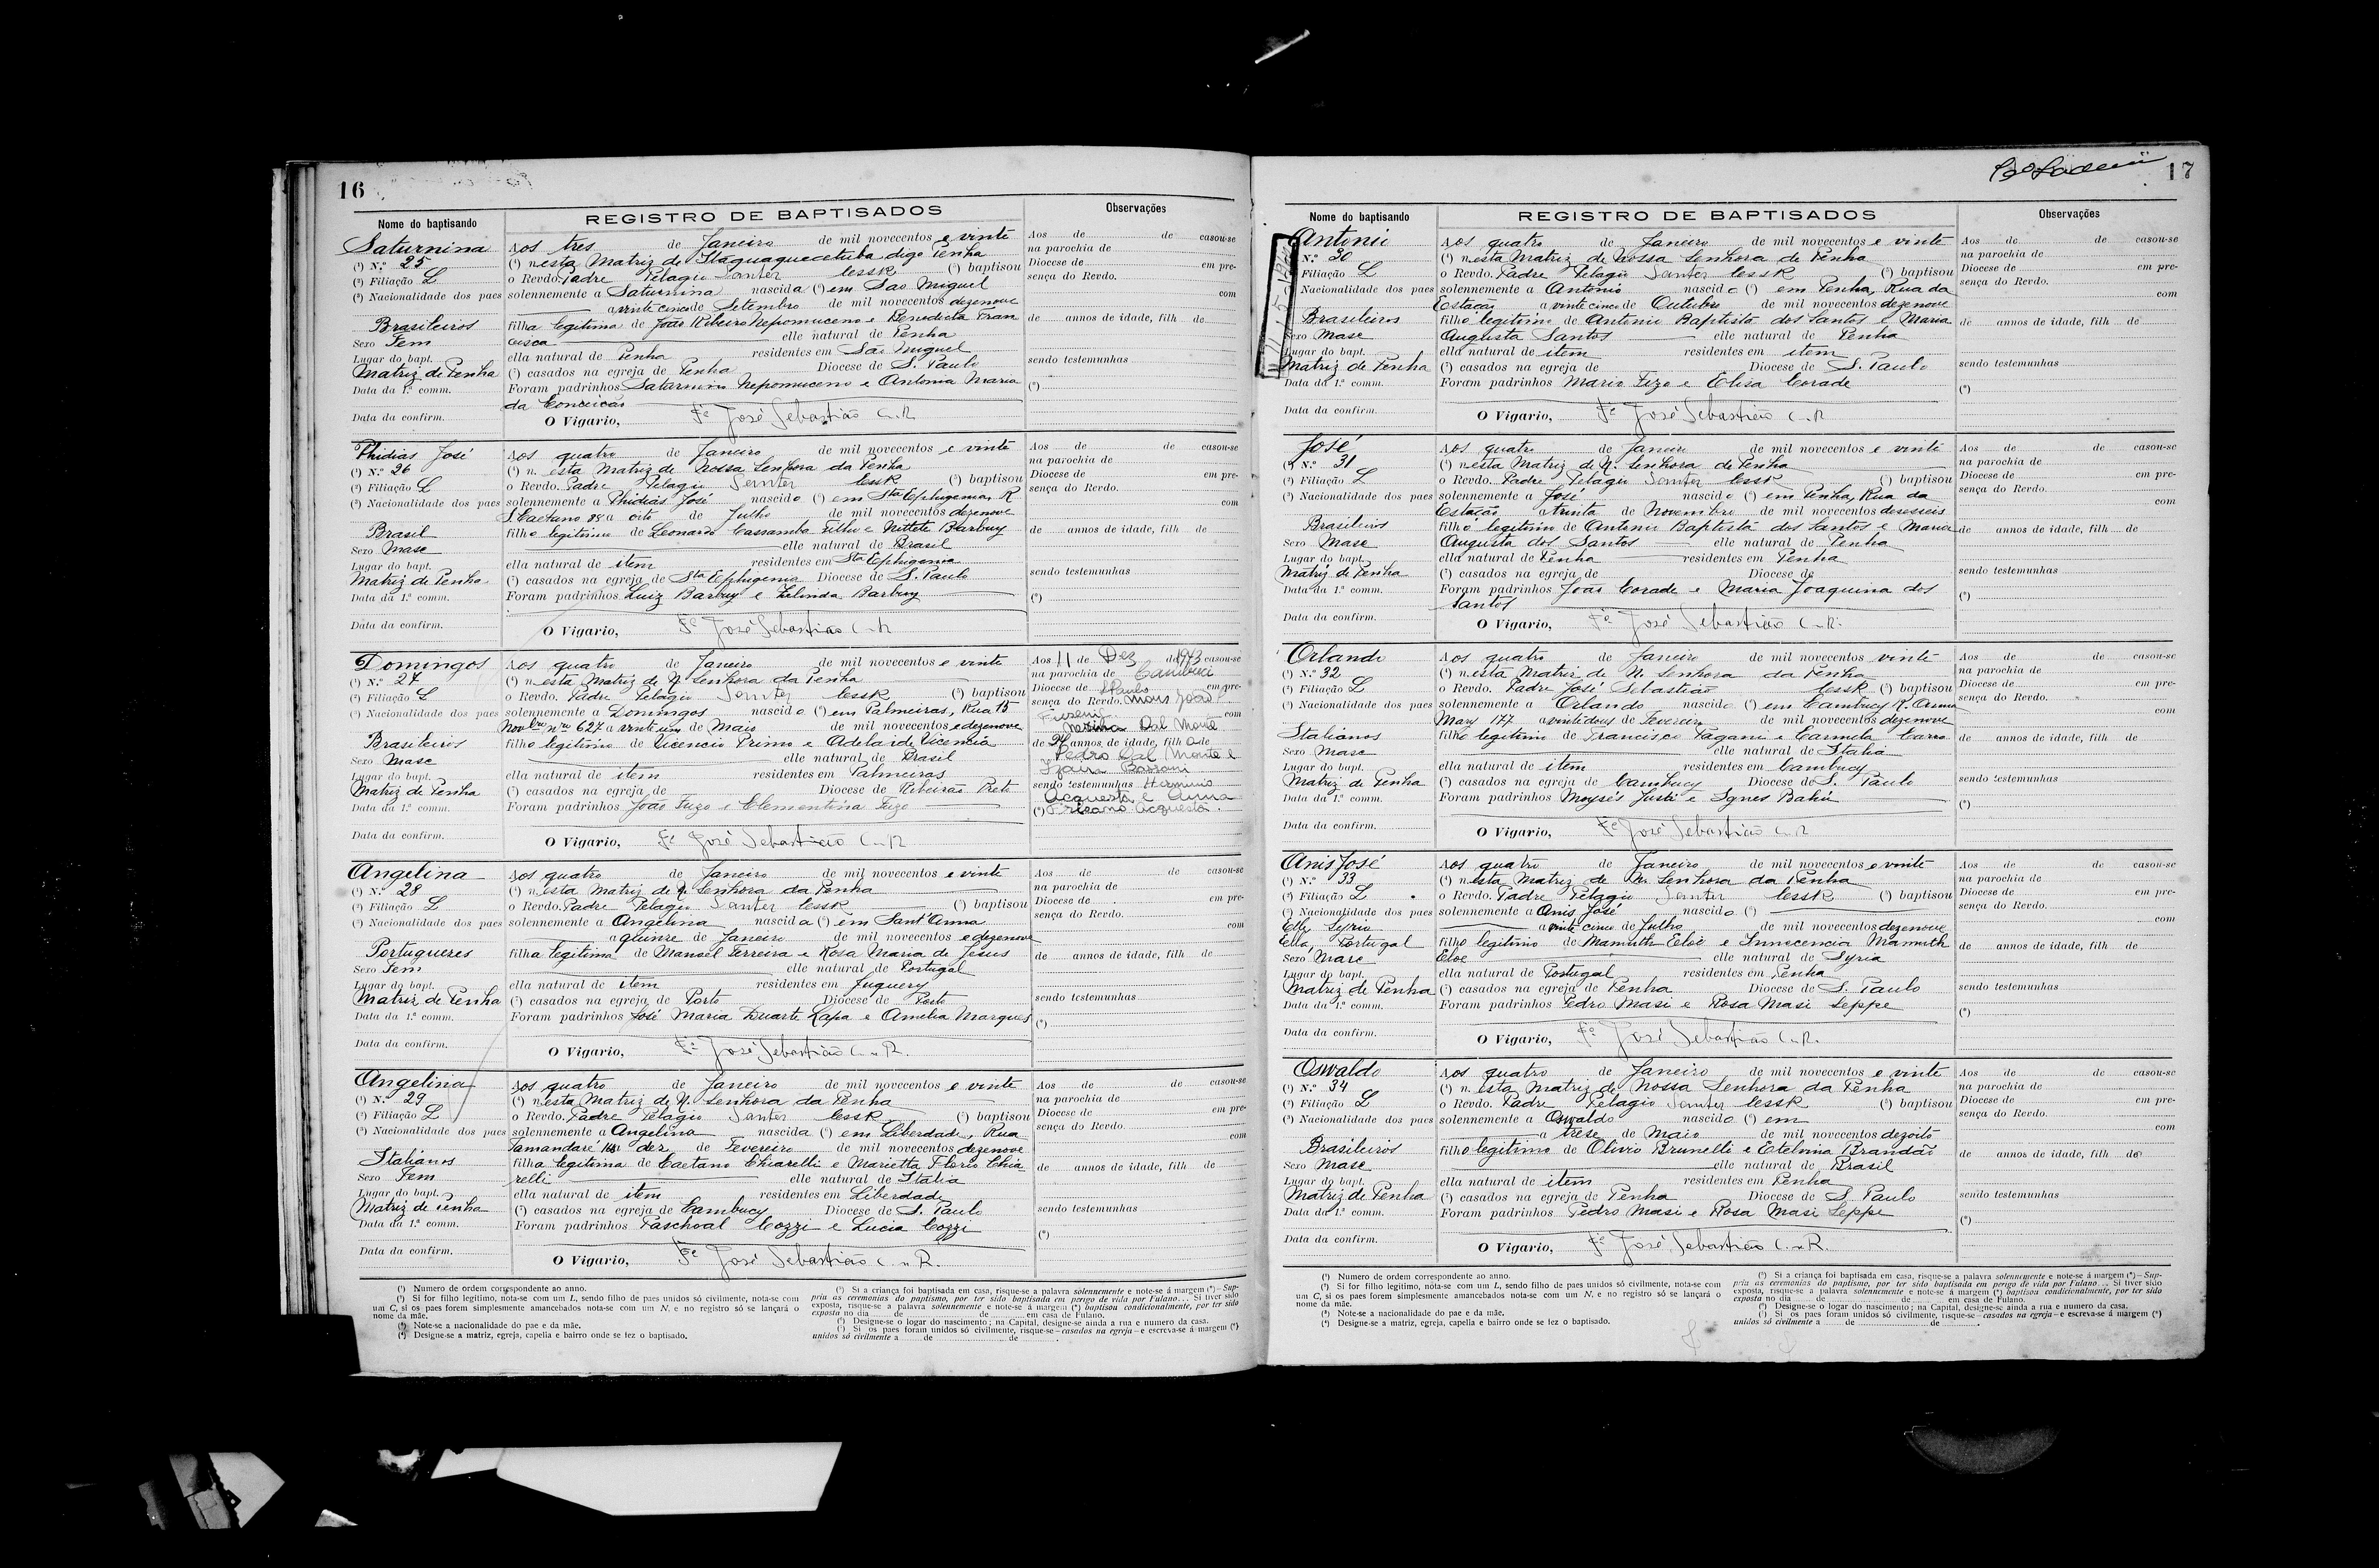 16
REGISTRO DE BAPTISADOS
Nome do baptisando
Observações
Saturnina
(¹) N.º 25
(²) Filiação L
(³) Nacionalidade dos paes
Brasileiros
Sexo Fem
Lugar do bapt.
Matriz de Penha
Data da 1.ª comm.
Data da confirm.
Aos tres de Janeiro de mil novecentos e vinte
(⁴) nesta Matriz de Itaquaquecetuba digo Penha
o Revdo. Padre Pelagio Santer CSSR (⁵) baptisou
solennemente a Saturnina nascida (⁶) em São Miguel
a vinte cinco de Setembro de mil novecentos dezenove
filha legitima de João Ribeiro Nepomuceno e Benedicta Fran
cisca elle natural de Penha
ella natural de Penha residentes em São Miguel
(⁷) casados na egreja de Penha Diocese de S. Paulo
Foram padrinhos Saturnino Nepomuceno e Antonia Maria
da Conceição
O Vigario, Pe José Sebastião C.ss.R
Aos de de casou-se
na parochia de
Diocese de em pre-
sença do Revdo.
com
de annos de idade, filh de
sendo testemunhas
(*)
Phidias José
(¹) N.º 26
(²) Filiação L
(³) Nacionalidade dos paes
Brasil
Sexo Masc
Lugar do bapt.
Matriz de Penha
Data da 1.ª comm.
Data da confirm.
Aos quatro de Janeiro de mil novecentos e vinte
(⁴) n esta Matriz de Nossa Senhora da Penha
o Revdo. Padre Pelagio Santer CSSR (⁵) baptisou
solennemente a Phidias José nascido (⁶) em Sta Ephigenia, R
S. Caetano a oito de Julho de mil novecentos dezenove
filho legitimo de Leonardo Cassamba Filho e Nittete Barbuy
elle natural de Brasil
ella natural de item residentes em Sta Ephigenia
(⁷) casados na egreja de Sta Ephigenia Diocese de S. Paulo
Foram padrinhos Luiz Barbuy e Zelinda Barbuy
O Vigario, Pe José Sebastião C.ss.R
Aos de de casou-se
na parochia de
Diocese de em pre-
sença do Revdo.
com
de annos de idade, filh de
sendo testemunhas
(*)
Domingos
(¹) N.º 27
(²) Filiação L
(³) Nacionalidade dos paes
Brasileiros
Sexo Masc
Lugar do bapt.
Matriz de Penha
Data da 1.ª comm.
Data da confirm.
Aos quatro de Janeiro de mil novecentos e vinte
(⁴) n esta Matriz de N. Senhora da Penha
o Revdo. Padre Pelagio Santer CSSR (⁵) baptisou
solennemente a Domingos nascido (⁶) em Palmeiras, Rua 15
Novbro nro 627 a vinte um de Maio de mil novecentos e dezenove
filho legitimo de Vicencio Primo e Adelaide Vicencia
elle natural de Brasil
ella natural de item residentes em Palmeiras
(⁷) casados na egreja de Diocese de Ribeirão Preto
Foram padrinhos João Fuzo e Clementina Fuzo
O Vigario, Pe José Sebastião C.ss.R
Aos 11 de Dez de 1943 casou-se
na parochia de Cambuci
Diocese de S Paulo em pre-
sença do Revdo. Mons João
com
Dal Monte
de annos de idade, filh a de
Pedro Dal Monte e
sendo testemunhas Herminio
Acquesta e Anna
(*) Acquesta.
Angelina
(¹) N.º 28
(²) Filiação L
(³) Nacionalidade dos paes
Portugueres
Sexo Fem
Lugar do bapt.
Matriz de Penha
Data da 1.ª comm.
Data da confirm.
Aos quatro de Janeiro de mil novecentos e vinte
(⁴) n esta Matriz de N. Senhora da Penha
o Revdo. Padre Pelagio Santer CSSR (⁵) baptisou
solennemente a Angelina nascida (⁶) em Sant'Anna
a quinze de Janeiro de mil novecentos e dezenove
filha legitima de Manoel Ferreira e Rosa Maria de Jesus
elle natural de Portugal
ella natural de item residentes em Juquery
(⁷) casados na egreja de Porto Diocese de Porto
Foram padrinhos José Maria Duarte Rapa e Amelia Marques
O Vigario, Pe José Sebastião C.ss.R.
Aos de de casou-se
na parochia de
Diocese de em pre-
sença do Revdo.
com
de annos de idade, filh de
sendo testemunhas
(*)
Angelina
(¹) N.º 29
(²) Filiação L
(³) Nacionalidade dos paes
Italianos
Sexo Fem
Lugar do bapt.
Matriz de Penha
Data da 1.ª comm.
Data da confirm.
Aos quatro de Janeiro de mil novecentos e vinte
(⁴) nesta Matriz de N. Senhora da Penha
o Revdo. Padre Pelagio Santer CSSR (⁵) baptisou
solennemente a Angelina nascida (⁶) em Liberdade, Rua
Tamandaré a dez de Fevereiro de mil novecentos dezenove
filha legitima de Caetano Chiarelli e Marietta Florio Chia
relli elle natural de Italia
ella natural de item residentes em Liberdade
(⁷) casados na egreja de Cambucy Diocese de S. Paulo
Foram padrinhos Paschoal Cozzi e Lucia Cozzi
O Vigario, Pe José Sebastião C.ss.R.
Aos de de casou-se
na parochia de
Diocese de em pre-
sença do Revdo.
com
de annos de idade, filh de
sendo testemunhas
(*)
(¹) Numero de ordem correspondente ao anno.
(²) Si for filho legitimo, nota-se com um L, sendo filho de paes unidos só civilmente, nota-se com
um C, si os paes forem simplesmente amancebados nota-se com um N, e no registro só se lançará o
nome da mãe.
(³) Note-se a nacionalidade do pae e da mãe.
(⁴) Designe-se a matriz, egreja, capella e bairro onde se fez o baptisado.
(⁵) Si a criança foi baptisada em casa, risque-se a palavra solennemente e note-se á margem (*) – Sup-
priu as ceremonias do baptismo, por ter sido baptisada em perigo de vida por Fulano... Si tiver sido
exposta, risque-se a palavra solennemente e note-se á margem (*) baptisou condicionalmente, por ter sido
exposto no dia de de em casa de Fulano.
(⁶) Designe-se o logar do nascimento; na Capital, designe-se ainda a rua e numero da casa.
(⁷) Si os paes foram unidos só civilmente, risque-se – casados na egreja – e escreva-se á margem (*)
unidos só civilmente a de de .
17
Nome do baptisando
REGISTRO DE BAPTISADOS
Observações
Antonio
N.º 30
Filiação L
Nacionalidade dos paes
Brasileiros
Sexo Masc
Lugar do bapt.
Matriz de Penha
Data da 1.ª comm.
Data da confirm.
Aos quatro de Janeiro de mil novecentos e vinte
(⁴) nesta Matriz de Nossa Senhora de Penha
o Revdo. Padre Pelagio Santer CSSR (⁵) baptisou
solennemente a Antonio nascido (⁶) em Penha, Rua da
Estação a vinte cinco de Outubro de mil novecentos dezenove
filho legitimo de Antonio Baptista dos Santos e Maria
Augusta Santos elle natural de Penha
ella natural de item residentes em item
(⁷) casados na egreja de Diocese de S. Paulo
Foram padrinhos Mario Fuzo e Elisa Corade
O Vigario, Pe José Sebastião C.ss.R
Aos de de casou-se
na parochia de
Diocese de em pre-
sença do Revdo.
com
de annos de idade, filh de
sendo testemunhas
(*)
José
(¹) N.º 31
(²) Filiação L
(³) Nacionalidade dos paes
Brasileiros
Sexo Masc
Lugar do bapt.
Matriz de Penha
Data da 1.ª comm.
Data da confirm.
Aos quatro de Janeiro de mil novecentos e vinte
(⁴) nesta Matriz de N. Senhora de Penha
o Revdo. Padre Pelagio Santer CSSR (⁵) baptisou
solennemente a José nascido (⁶) em Penha, Rua da
Estação a trinta de Novembro de mil novecentos deseseis
filho legitimo de Antonio Baptista dos Santos e Maria
Augusta dos Santos elle natural de Penha
ella natural de Penha residentes em Penha
(⁷) casados na egreja de Diocese de
Foram padrinhos João Corade e Maria Joaquina dos
Santos
O Vigario, Pe José Sebastião C.ss.R.
Aos de de casou-se
na parochia de
Diocese de em pre-
sença do Revdo.
com
de annos de idade, filh de
sendo testemunhas
(*)
Orlando
(¹) N.º 32
(²) Filiação L
(³) Nacionalidade dos paes
Italianos
Sexo Masc
Lugar do bapt.
Matriz de Penha
Data da 1.ª comm.
Data da confirm.
Aos quatro de Janeiro de mil novecentos vinte
(⁴) nesta Matriz de N. Senhora da Penha
o Revdo. Padre José Sebastião CSSR (⁵) baptisou
solennemente a Orlando nascido (⁶) em Cambucy R. Anna
Mary 177 a vinte dous de Fevereiro de mil novecentos dezenove
filho legitimo de Francisco Pagani e Carmela Carro
elle natural de Italia
ella natural de item residentes em Cambucy
(⁷) casados na egreja de Cambucy Diocese de S. Paulo
Foram padrinhos Moysés Justi e Ignes Bahú
O Vigario, Pe José Sebastião C.ss.R
Aos de de casou-se
na parochia de
Diocese de em pre-
sença do Revdo.
com
de annos de idade, filh de
sendo testemunhas
(*)
Anis José
(¹) N.º 33
(²) Filiação L
(³) Nacionalidade dos paes
Elle Syrio
Ella, Portugal
Sexo Masc
Lugar do bapt.
Matriz de Penha
Data da 1.ª comm.
Data da confirm.
Aos quatro de Janeiro de mil novecentos e vinte
(⁴) nesta Matriz de N. Senhora da Penha
o Revdo. Padre Pelagio Santer CSSR (⁵) baptisou
solennemente a Anis José nascido (⁶)
a vinte cinco de Julho de mil novecentos dezenove
filho legitimo de Mamuth Eloe e Innocencia Mamuth
Eloe elle natural de Syria
ella natural de Portugal residentes em Penha
(⁷) casados na egreja de Penha Diocese de S. Paulo
Foram padrinhos Pedro Masi e Rosa Masi Seppe
O Vigario, Pe José Sebastião C.ss.R.
Aos de de casou-se
na parochia de
Diocese de em pre-
sença do Revdo.
com
de annos de idade, filh de
sendo testemunhas
(*)
Oswaldo
(¹) N.º 34
(²) Filiação L
(³) Nacionalidade dos paes
Brasileiros
Sexo Masc
Lugar do bapt.
Matriz de Penha
Data da 1.ª comm.
Data da confirm.
Aos quatro de Janeiro de mil novecentos e vinte
(⁴) n esta Matriz de Nossa Senhora da Penha
o Revdo. Padre Pelagio Santer CSSR (⁵) baptisou
solennemente a Oswaldo nascido (⁶) em
a trese de Maio de mil novecentos dezoito
filho legitimo de Olivio Brunelli e Etelvina Brandão
elle natural de Brasil
ella natural de item residentes em Penha
(⁷) casados na egreja de Penha Diocese de S. Paulo
Foram padrinhos Pedro Masi e Rosa Masi Seppe
O Vigario, Pe José Sebastião C.ss.R.
Aos de de casou-se
na parochia de
Diocese de em pre-
sença do Revdo.
com
de annos de idade, filh de
sendo testemunhas
(*)
(¹) Numero de ordem correspondente ao anno.
(²) Si for filho legitimo, nota-se com um L, sendo filho de paes unidos só civilmente, nota-se com
um C, si os paes forem simplesmente amancebados nota-se com um N, e no registro só se lançará o
nome da mãe.
(³) Note-se a nacionalidade do pae e da mãe.
(⁴) Designe-se a matriz, egreja, capella e bairro onde se fez o baptisado.
(⁵) Si a criança foi baptisada em casa, risque-se a palavra solennemente e note-se á margem (*) – Sup-
priu as ceremonias do baptismo, por ter sido baptisada em perigo de vida por Fulano... Si tiver sido
exposta, risque-se a palavra solennemente e note-se á margem (*) baptisou condicionalmente, por ter sido
exposto no dia de de em casa de Fulano.
(⁶) Designe-se o logar do nascimento; na Capital, designe-se ainda a rua e numero da casa.
(⁷) Si os paes foram unidos só civilmente, risque-se – casados na egreja – e escreva-se á margem (*)
unidos só civilmente a de de .